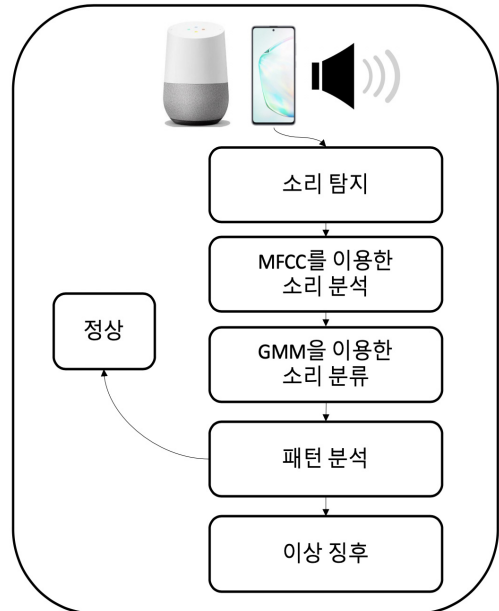 소리 탐지
MFCC를 이용한
소리 분석
정상
GMM을 이용한
소리 분류
패턴 분석
이상 징후